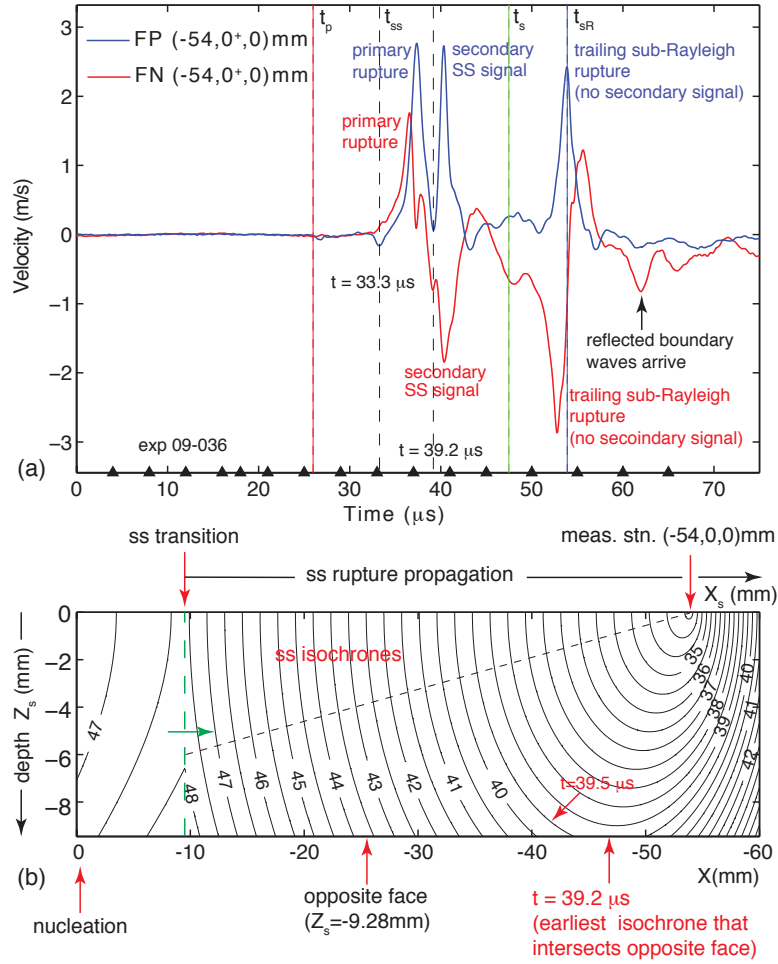 3
2
1
0
-1
-2
-3
Velocity (m/s)
FP (-54,0⁺,0)mm
FN (-54,0⁺,0)mm
t_p
t_ss
t_s
t_sR
primary
rupture
secondary
SS signal
trailing sub-Rayleigh
rupture
(no secondary signal)
primary
rupture
t = 33.3 μs
secondary
SS signal
t = 39.2 μs
reflected boundary
waves arrive
trailing sub-Rayleigh
rupture
(no secoindary signal)
exp 09-036
(a)
0 10 20 30 40 50 60 70
Time (μs)
ss transition
meas. stn. (-54,0,0)mm
ss rupture propagation
X_s (mm)
0
-2
-4
-6
-8
depth Z_s (mm)
ss isochrones
47
48
47
46
45
44
43
42
41
40
t=39.5 μs
35
36
37
38
39
40
41
42
0 -10 -20 -30 -40 -50 -60
(b)
X(mm)
nucleation
opposite face
(Z_s=-9.28mm)
t = 39.2 μs
(earliest isochrone that
intersects opposite face)